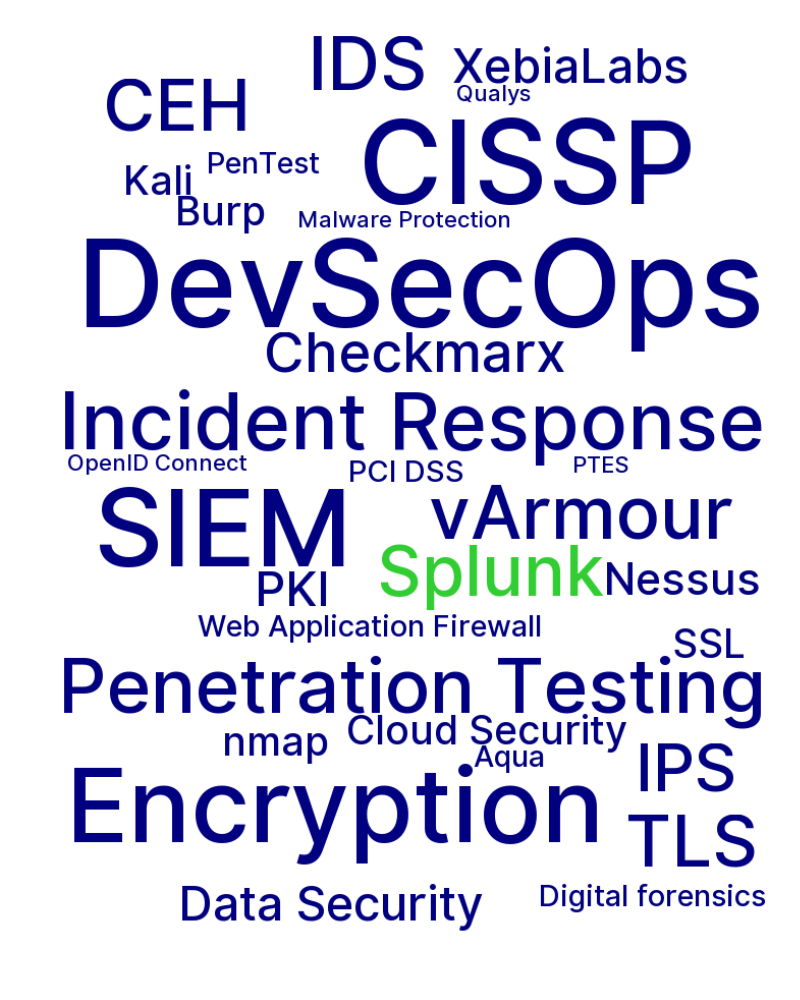 IDS
XebiaLabs
Qualys
CEH
CISSP
PenTest
Kali
Burp
Malware Protection
DevSecOps
Checkmarx
Incident Response
OpenID Connect
PCI DSS
PTES
SIEM
vArmour
Splunk
Nessus
PKI
Web Application Firewall
SSL
Penetration Testing
Cloud Security
nmap
Aqua
IPS
Encryption
TLS
Data Security
Digital forensics